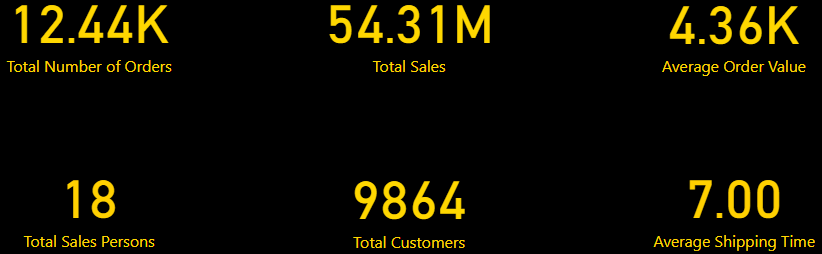 12.44K 54.31M 4.36K
Total Number of Orders Total Sales Average Order Value
18 9864 7.00
Total Sales Persons Total Customers Average Shipping Time